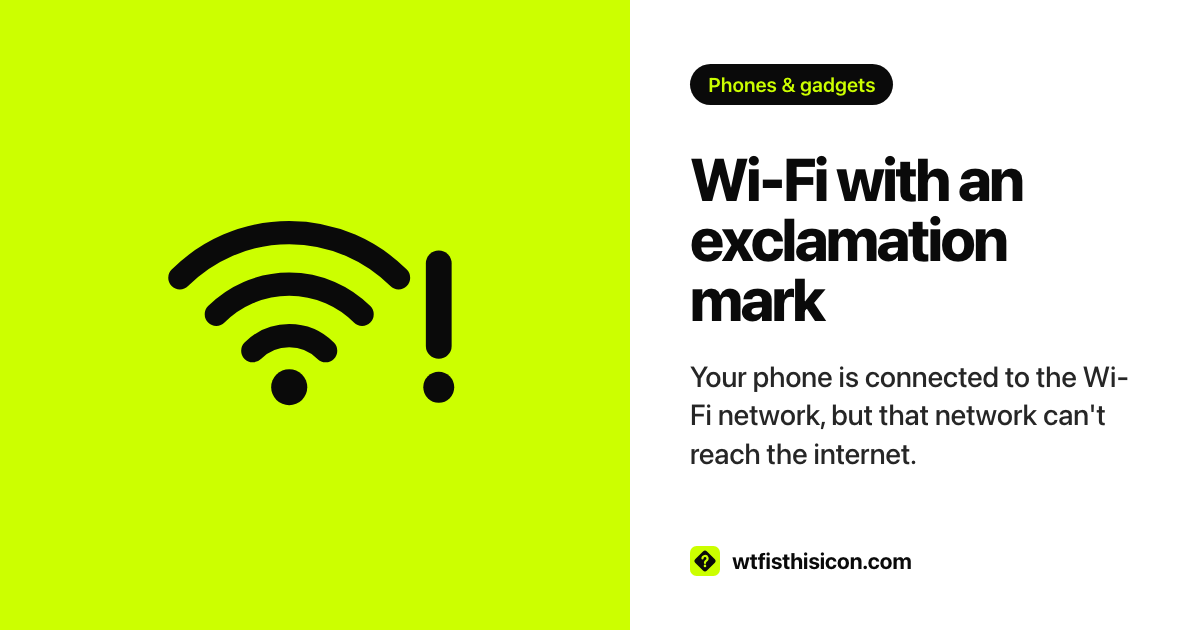 Phones & gadgets
Wi-Fi with an
exclamation
mark
Your phone is connected to the Wi-
Fi network, but that network can't
reach the internet.
wtfisthisicon.com